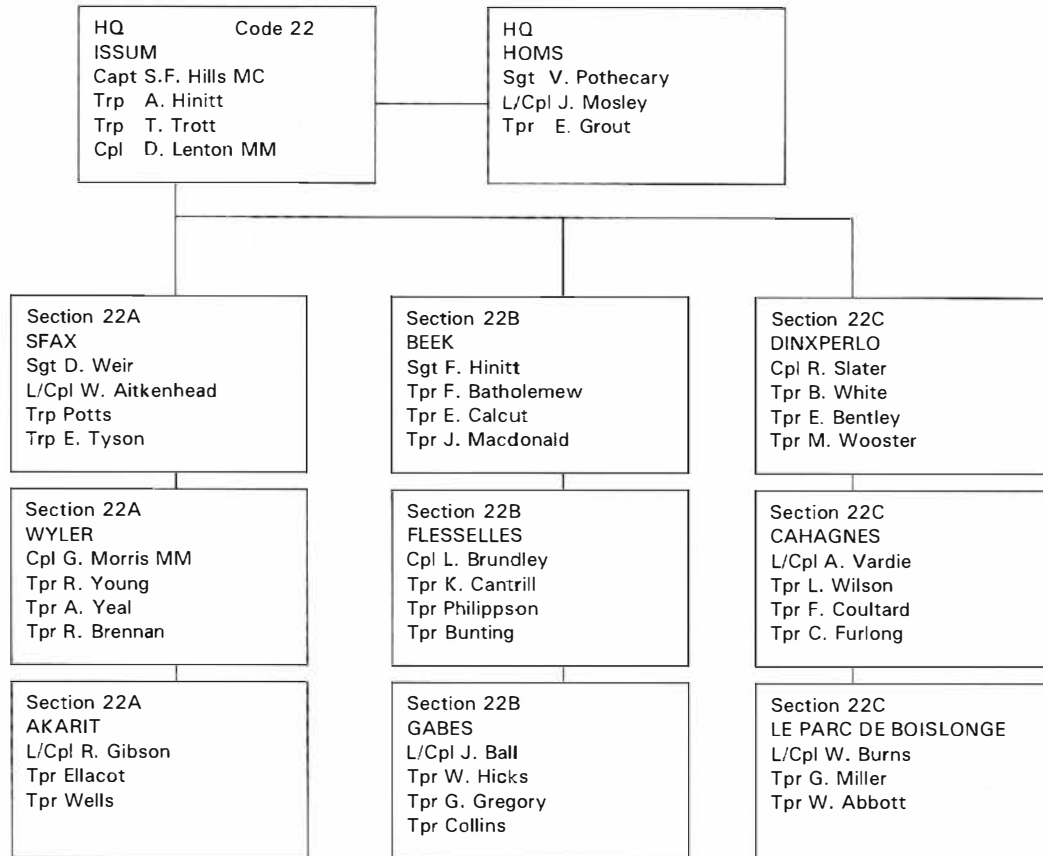 HQ Code 22
ISSUM
Capt S.F. Hills MC
Trp A. Hinitt
Trp T. Trott
Cpl D. Lenton MM
HQ
HOMS
Sgt V. Pothecary
L/Cpl J. Mosley
Tpr E. Grout
Section 22A
SFAX
Sgt D. Weir
L/Cpl W. Aitkenhead
Trp Potts
Trp E. Tyson
Section 22B
BEEK
Sgt F. Hinitt
Tpr F. Batholemew
Tpr E. Calcut
Tpr J. Macdonald
Section 22C
DINXPERLO
Cpl R. Slater
Tpr B. White
Tpr E. Bentley
Tpr M. Wooster
Section 22A
WYLER
Cpl G. Morris MM
Tpr R. Young
Tpr A. Yeal
Tpr R. Brennan
Section 22B
FLESSELLES
Cpl L. Brundley
Tpr K. Cantrill
Tpr Philippson
Tpr Bunting
Section 22C
CAHAGNES
L/Cpl A. Vardie
Tpr L. Wilson
Tpr F. Coultard
Tpr C. Furlong
Section 22A
AKARIT
L/Cpl R. Gibson
Tpr Ellacot
Tpr Wells
Section 22B
GABES
L/Cpl J. Ball
Tpr W. Hicks
Tpr G. Gregory
Tpr Collins
Section 22C
LE PARC DE BOISLONGE
L/Cpl W. Burns
Tpr G. Miller
Tpr W. Abbott